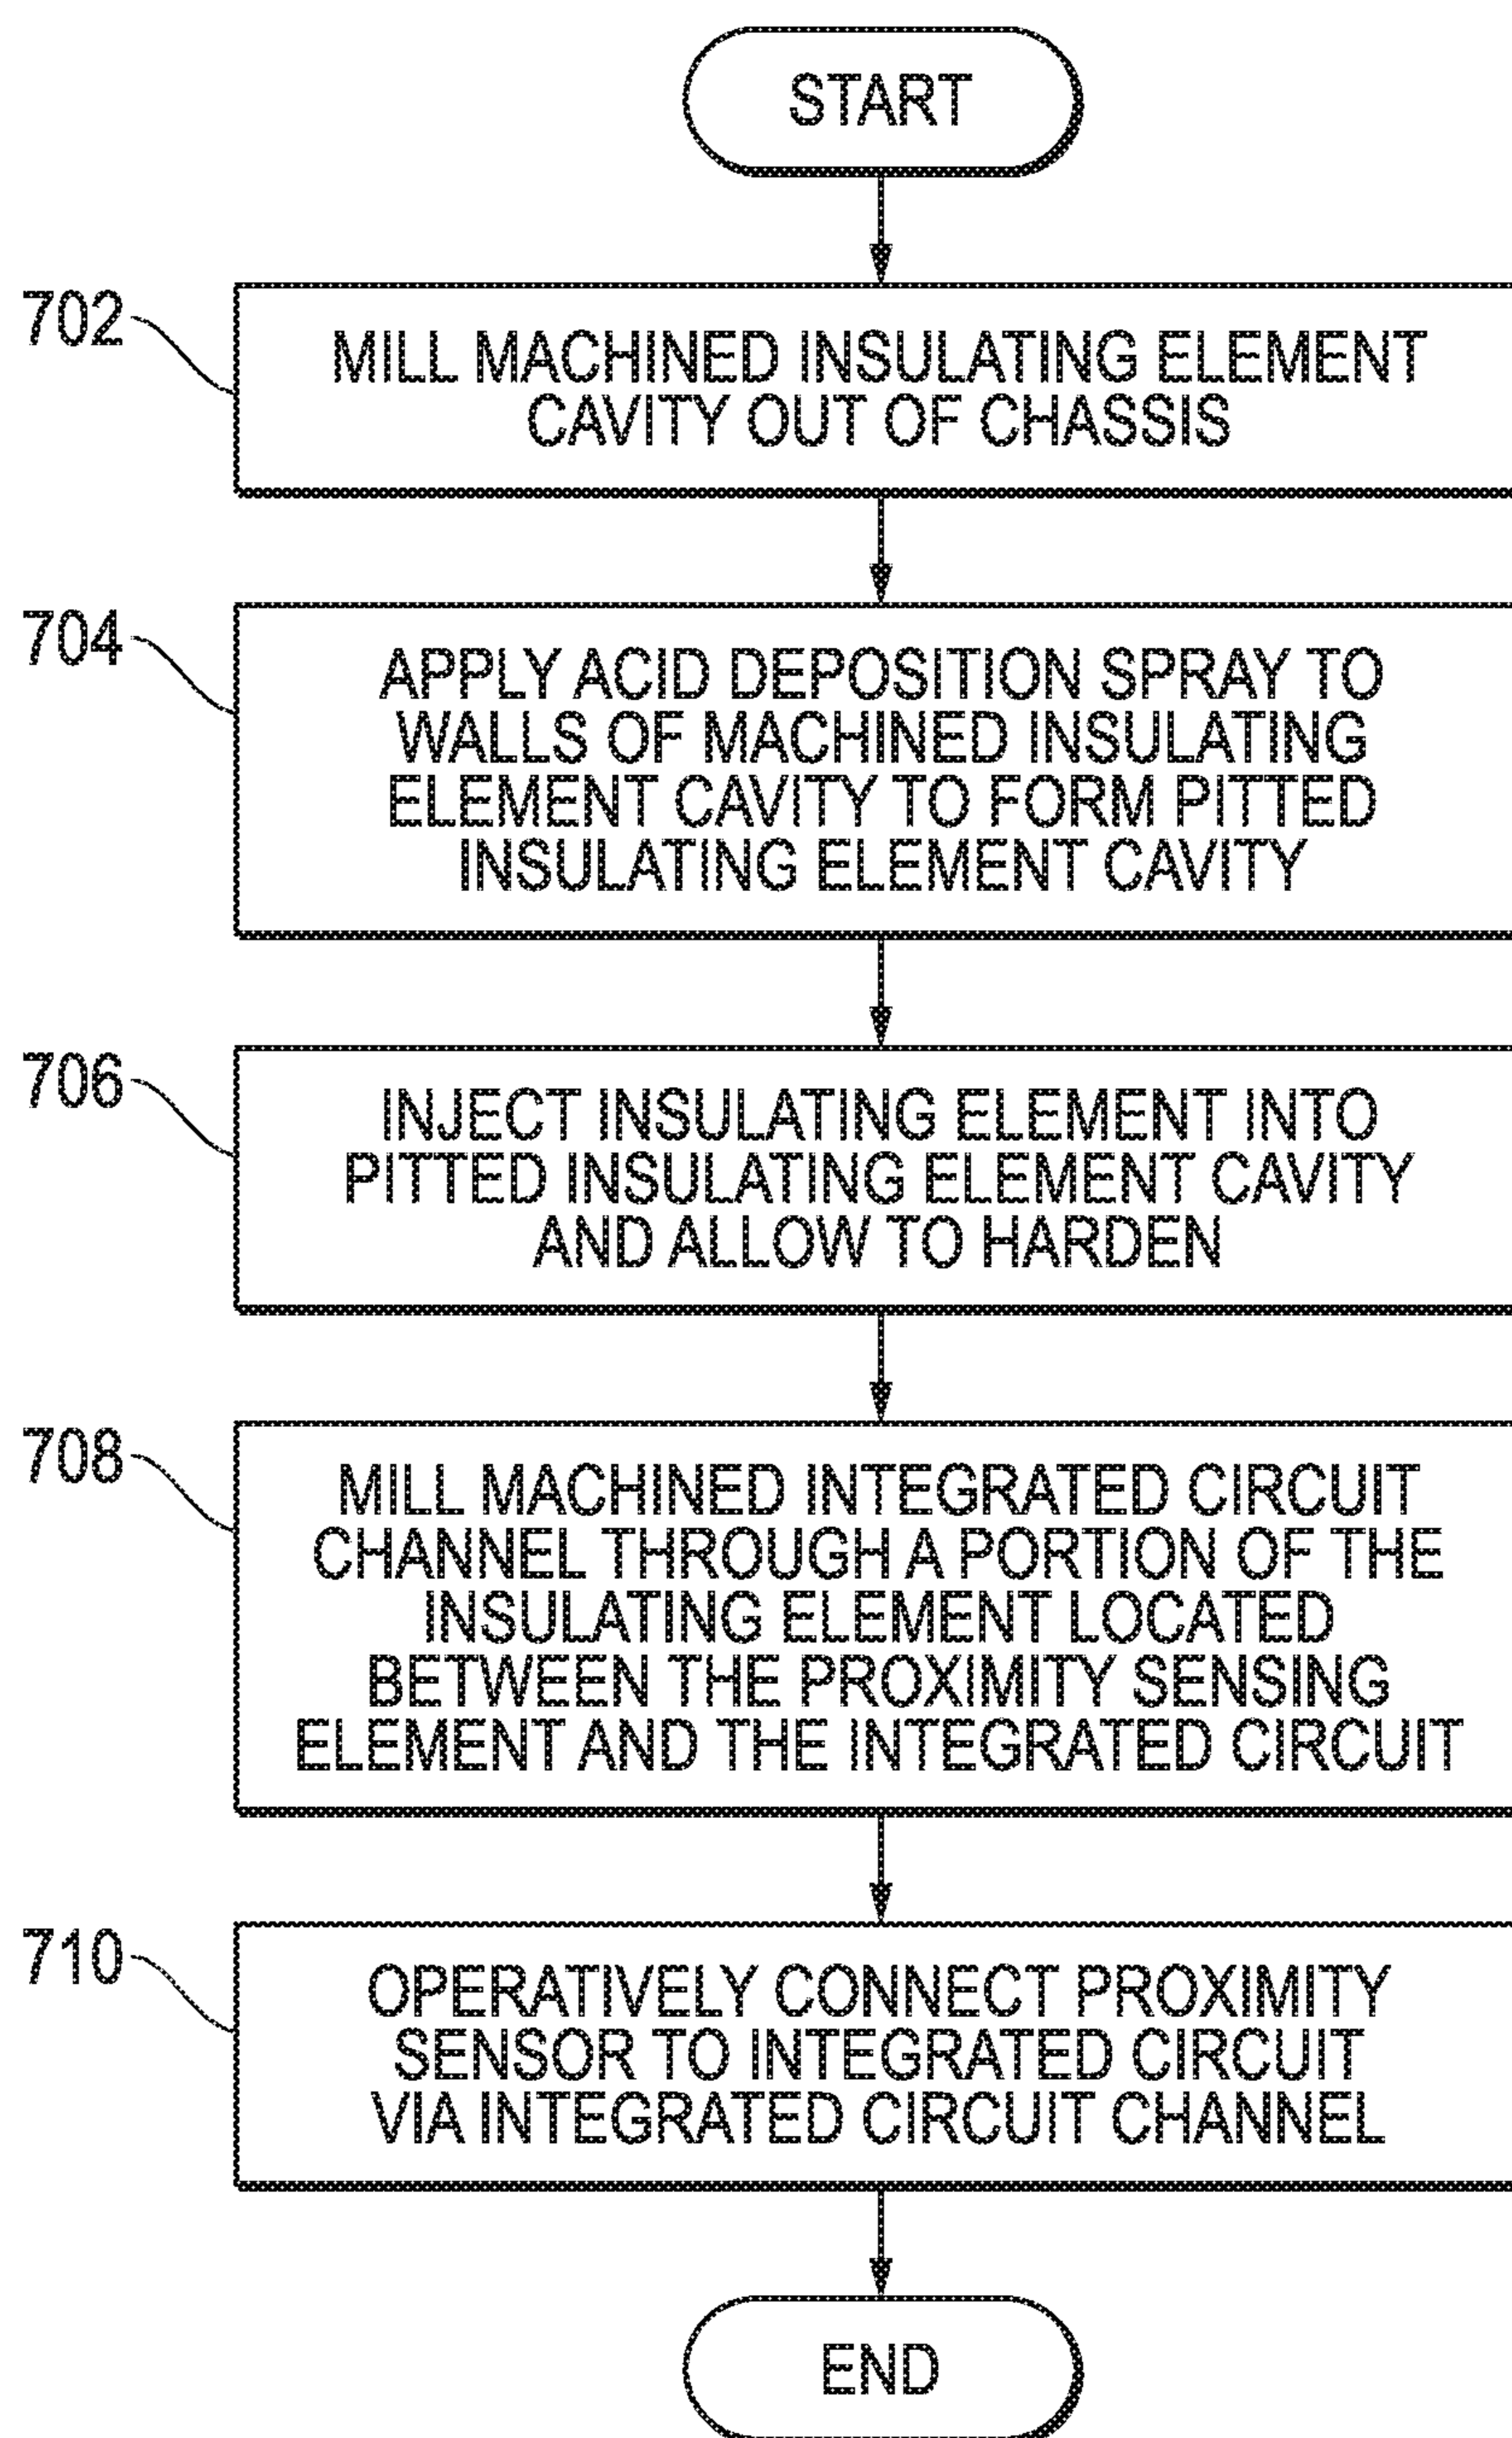 START
702
MILL MACHINED INSULATING ELEMENT
CAVITY OUT OF CHASSIS
704
APPLY ACID DEPOSITION SPRAY TO
WALLS OF MACHINED INSULATING
ELEMENT CAVITY TO FORM PITTED
INSULATING ELEMENT CAVITY
706
INJECT INSULATING ELEMENT INTO
PITTED INSULATING ELEMENT CAVITY
AND ALLOW TO HARDEN
708
MILL MACHINED INTEGRATED CIRCUIT
CHANNEL THROUGH A PORTION OF THE
INSULATING ELEMENT LOCATED
BETWEEN THE PROXIMITY SENSING
ELEMENT AND THE INTEGRATED CIRCUIT
710
OPERATIVELY CONNECT PROXIMITY
SENSOR TO INTEGRATED CIRCUIT
VIA INTEGRATED CIRCUIT CHANNEL
END